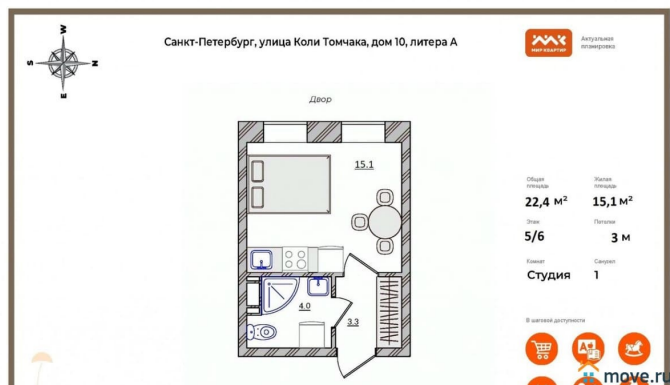 Санкт-Петербург, улица Коли Томчака, дом 10, литера А
МИР КВАРТИР
Актуальная
планировка
W
S
N
E
Двор
15.1
4.0
3.3
Общая
площадь
Жилая
площадь
22,4 м²
15,1 м²
Этаж
Потолки
5/6
3 м
Комнат
Санузел
Студия
1
В шаговой доступности
move.ru